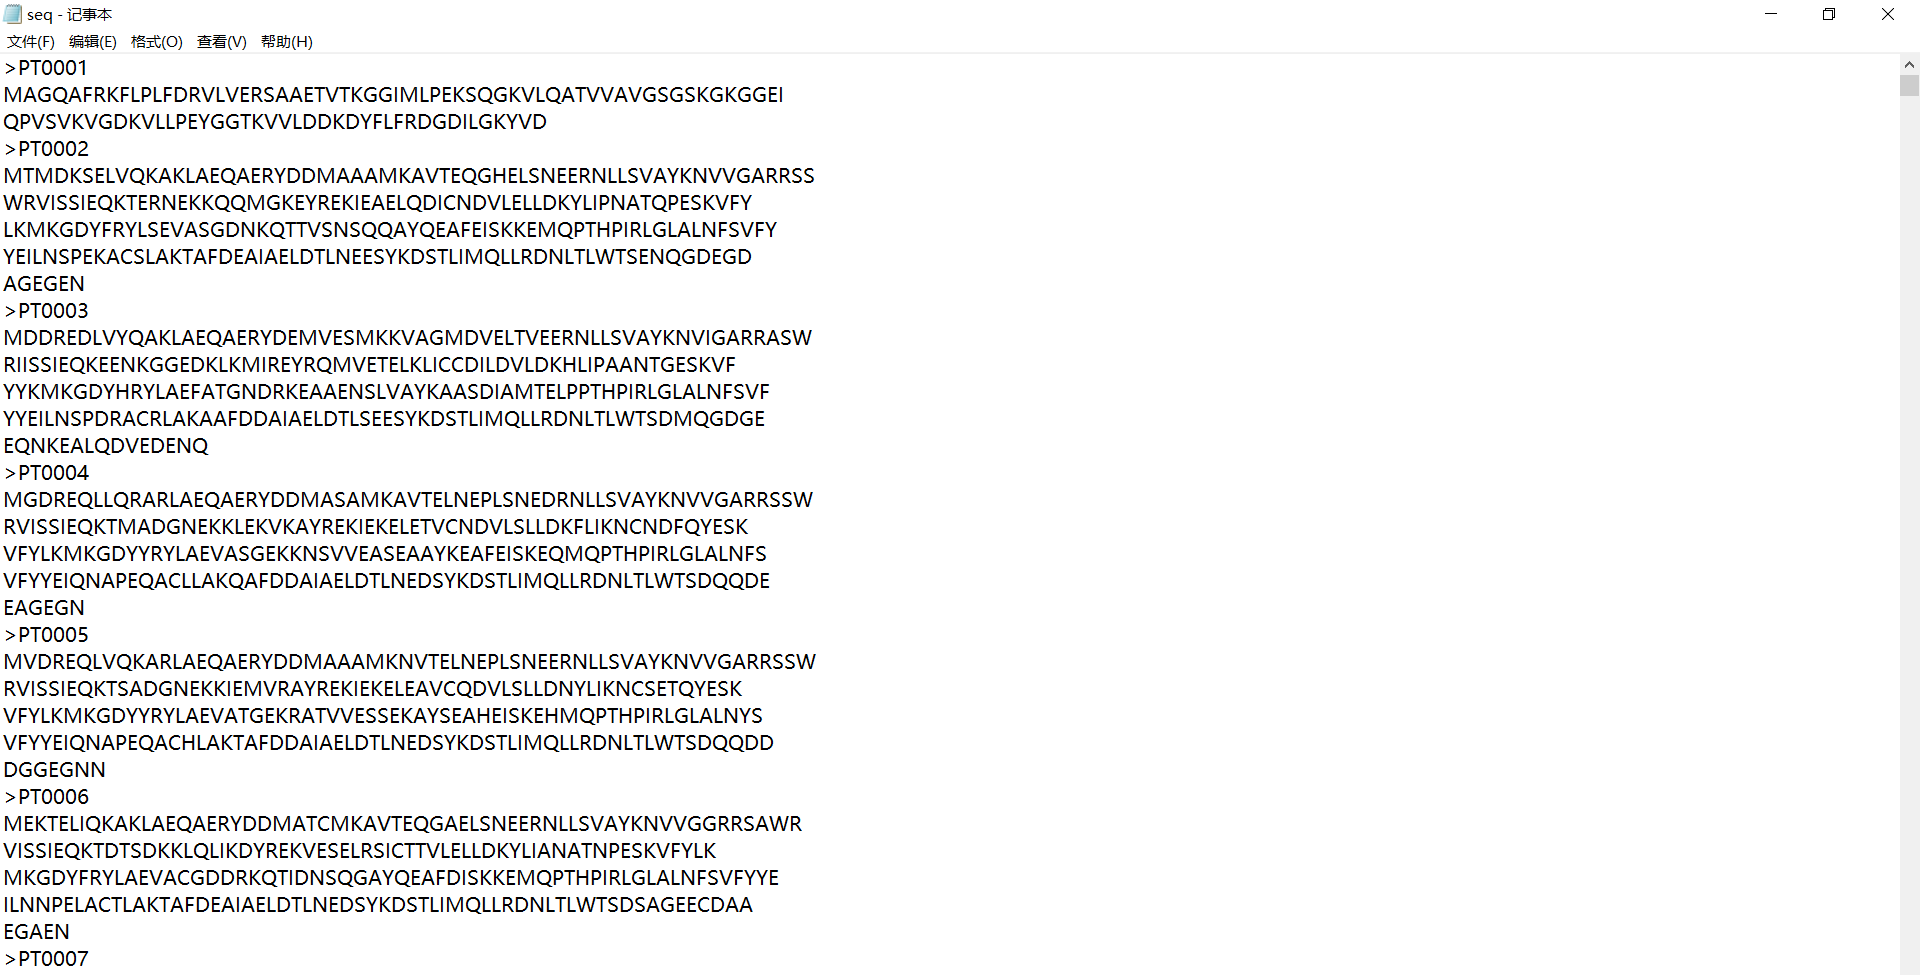 seq - 记事本
文件(F) 编辑(E) 格式(O) 查看(V) 帮助(H)
>PT0001
MAGQAFRKFLPLFDRVLVERSAAETVTKGGIMLPEKSQGKVLQATVVAVGSGSKGKGGEI
QPVSVKVGDKVLLPEYGGTKVVLDDKDYFLFRDGDILGKYVD
>PT0002
MTMDKSELVQKAKLAEQAERYDDMAAAMKAVTEQGHELSNEERNLLSVAYKNVVGARRSS
WRVISSIEQKTERNEKKQQMGKEYREKIEAELQDICNDVLELLDKYLIPNATQPESKVFY
LKMKGDYFRYLSEVASGDNKQTTVSNSQQAYQEAFEISKKEMQPTHPIRLGLALNFSVFY
YEILNSPEKACSLAKTAFDEAIAELDTLNEESYKDSTLIMQLLRDNLTLWTSENQGDEGD
AGEGEN
>PT0003
MDDREDLVYQAKLAEQAERYDEMVESMKKVAGMDVELTVEERNLLSVAYKNVIGARRASW
RIISSIEQKEENKGGEDKLKMIREYRQMVETELKLICCDILDVLDKHLIPAANTGESKVF
YYKMKGDYHRYLAEFATGNDRKEAAENSLVAYKAASDIAMTELPPTHPIRLGLALNFSVF
YYEILNSPDRACRLAKAAFDDAIAELDTLSEESYKDSTLIMQLLRDNLTLWTSDMQGDGE
EQNKEALQDVEDENQ
>PT0004
MGDREQLLQRARLAEQAERYDDMASAMKAVTELNEPLSNEDRNLLSVAYKNVVGARRSSW
RVISSIEQKTMADGNEKKLEKVKAYREKIEKELETVCNDVLSLLDKFLIKNCNDFQYESK
VFYLKMKGDYYRYLAEVASGEKKNSVVEASEAAYKEAFEISKEQMQPTHPIRLGLALNFS
VFYYEIQNAPEQACLLAKQAFDDAIAELDTLNEDSYKDSTLIMQLLRDNLTLWTSDQQDE
EAGEGN
>PT0005
MVDREQLVQKARLAEQAERYDDMAAAMKNVTELNEPLSNEERNLLSVAYKNVVGARRSSW
RVISSIEQKTSADGNEKKIEMVRAYREKIEKELEAVCQDVLSLLDNYLIKNCSETQYESK
VFYLKMKGDYYRYLAEVATGEKRATVVESSEKAYSEAHEISKEHMQPTHPIRLGLALNYS
VFYYEIQNAPEQACHLAKTAFDDAIAELDTLNEDSYKDSTLIMQLLRDNLTLWTSDQQDD
DGGEGNN
>PT0006
MEKTELIQKAKLAEQAERYDDMATCMKAVTEQGAELSNEERNLLSVAYKNVVGGRRSAWR
VISSIEQKTDTSDKKLQLIKDYREKVESELRSICTTVLELLDKYLIANATNPESKVFYLK
MKGDYFRYLAEVACGDDRKQTIDNSQGAYQEAFDISKKEMQPTHPIRLGLALNFSVFYYE
ILNNPELACTLAKTAFDEAIAELDTLNEDSYKDSTLIMQLLRDNLTLWTSDSAGEECDAA
EGAEN
>PT0007